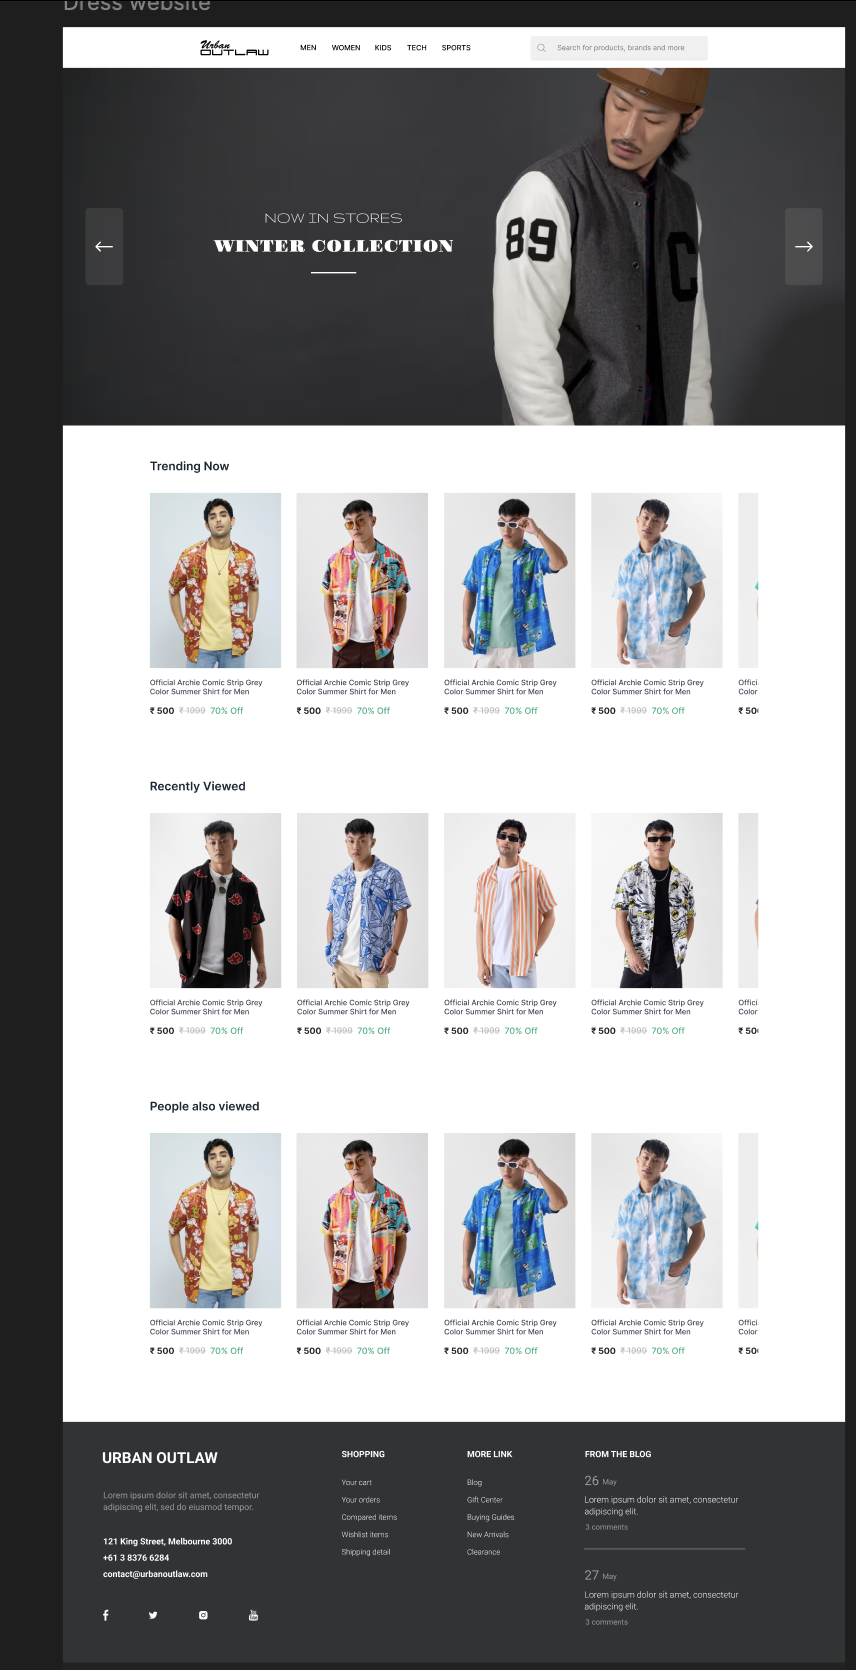 Dress website
Urban
OUTLAW
MEN WOMEN KIDS TECH SPORTS
Search for products, brands and more
NOW IN STORES
WINTER COLLECTION
89
C
Trending Now
Official Archie Comic Strip Grey
Color Summer Shirt for Men
₹ 500 ₹ 1999 70% Off
Official Archie Comic Strip Grey
Color Summer Shirt for Men
₹ 500 ₹ 1999 70% Off
Official Archie Comic Strip Grey
Color Summer Shirt for Men
₹ 500 ₹ 1999 70% Off
Official Archie Comic Strip Grey
Color Summer Shirt for Men
₹ 500 ₹ 1999 70% Off
Offici
Color
₹ 50
Recently Viewed
Official Archie Comic Strip Grey
Color Summer Shirt for Men
₹ 500 ₹ 1999 70% Off
Official Archie Comic Strip Grey
Color Summer Shirt for Men
₹ 500 ₹ 1999 70% Off
Official Archie Comic Strip Grey
Color Summer Shirt for Men
₹ 500 ₹ 1999 70% Off
Official Archie Comic Strip Grey
Color Summer Shirt for Men
₹ 500 ₹ 1999 70% Off
Offici
Color
₹ 50
People also viewed
Official Archie Comic Strip Grey
Color Summer Shirt for Men
₹ 500 ₹ 1999 70% Off
Official Archie Comic Strip Grey
Color Summer Shirt for Men
₹ 500 ₹ 1999 70% Off
Official Archie Comic Strip Grey
Color Summer Shirt for Men
₹ 500 ₹ 1999 70% Off
Official Archie Comic Strip Grey
Color Summer Shirt for Men
₹ 500 ₹ 1999 70% Off
Offici
Color
₹ 50
URBAN OUTLAW
Lorem ipsum dolor sit amet, consectetur
adipiscing elit, sed do eiusmod tempor.
121 King Street, Melbourne 3000
+61 3 8376 6284
contact@urbanoutlaw.com
SHOPPING
Your cart
Your orders
Compared items
Wishlist items
Shipping detail
MORE LINK
Blog
Gift Center
Buying Guides
New Arrivals
Clearance
FROM THE BLOG
26 May
Lorem ipsum dolor sit amet, consectetur
adipiscing elit.
3 comments
27 May
Lorem ipsum dolor sit amet, consectetur
adipiscing elit.
3 comments